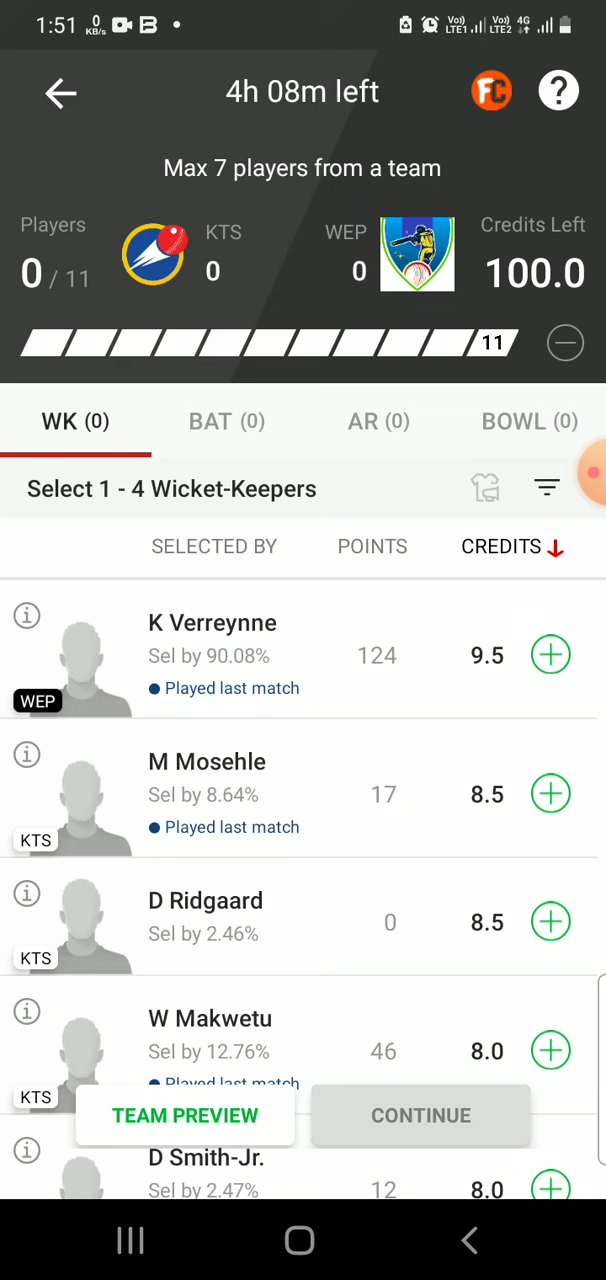 1:51 0 KB/s Vo)) LTE1 Vo)) LTE2 4G
4h 08m left FC ?
Max 7 players from a team
Players KTS WEP Credits Left
0 / 11 0 0 100.0
11
WK (0) BAT (0) AR (0) BOWL (0)
Select 1 - 4 Wicket-Keepers
SELECTED BY POINTS CREDITS
K Verreynne
Sel by 90.08% 124 9.5
Played last match
WEP
M Mosehle
Sel by 8.64% 17 8.5
Played last match
KTS
D Ridgaard
Sel by 2.46% 0 8.5
KTS
W Makwetu
Sel by 12.76% 46 8.0
Played last match
KTS
TEAM PREVIEW CONTINUE
D Smith-Jr.
Sel by 2.47% 12 8.0